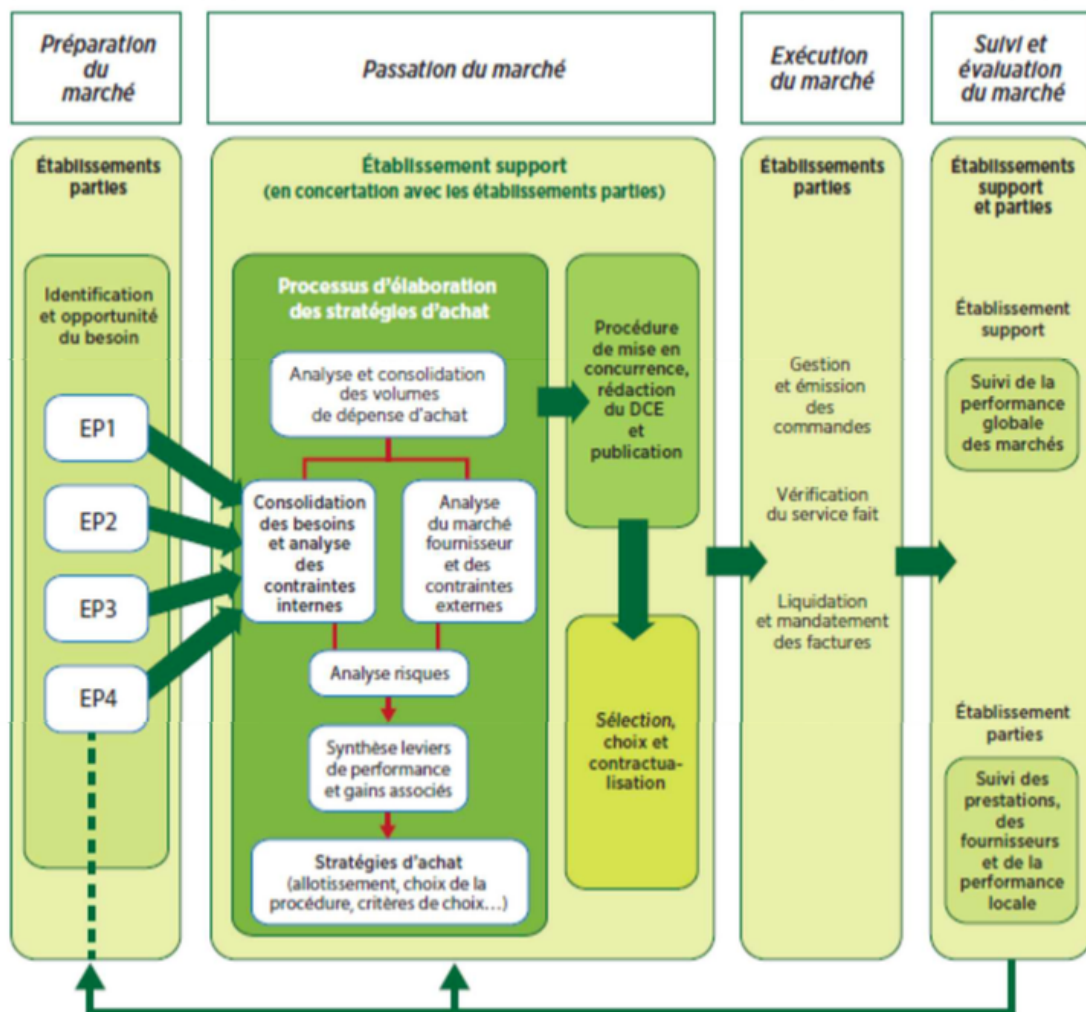 Préparation
du
marché
Passation du marché
Exécution
du marché
Suivi et
évaluation
du marché
Établissements
parties
Identification
et opportunité
du besoin
EP1
EP2
EP3
EP4
Établissement support
(en concertation avec les établissements parties)
Processus d'élaboration
des stratégies d'achat
Analyse et consolidation
des volumes
de dépense d'achat
Consolidation
des besoins
et analyse
des
contraintes
internes
Analyse
du marché
fournisseur
et des
contraintes
externes
Analyse risques
Synthèse leviers
de performance
et gains associés
Stratégies d'achat
(allotissement, choix de la
procédure, critères de choix…)
Procédure
de mise en
concurrence,
rédaction
du DCE
et
publication
Sélection,
choix et
contractua-
lisation
Établissements
parties
Gestion
et émission
des
commandes
Vérification
du service fait
Liquidation
et mandatement
des factures
Établissements
support
et parties
Établissement
support
Suivi de la
performance
globale
des marchés
Établissement
parties
Suivi des
prestations,
des
fournisseurs
et de la
performance
locale